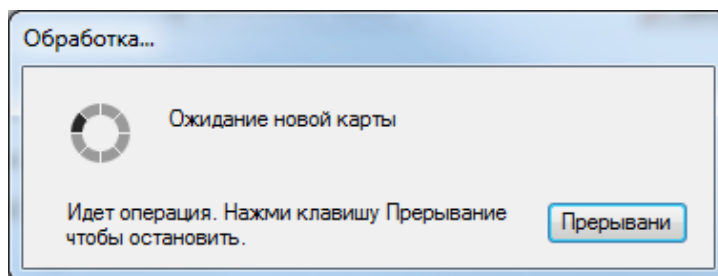 Обработка...
Ожидание новой карты
Идет операция. Нажми клавишу Прерывание
чтобы остановить.
Прерывани